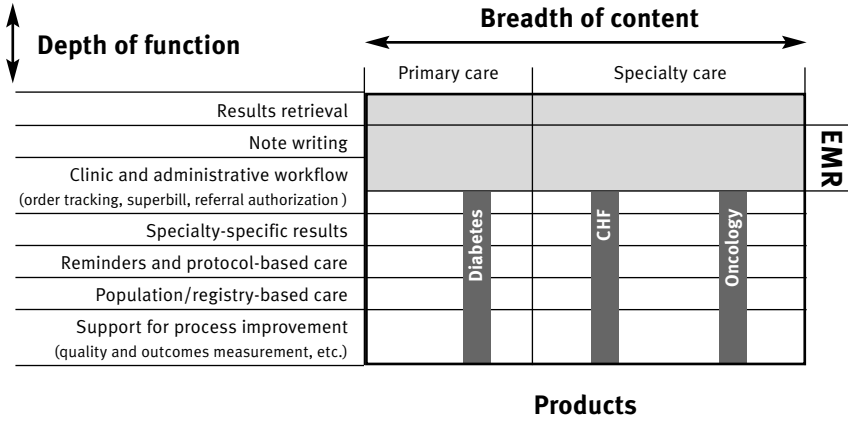 Breadth of content
Depth of function
Primary care
Specialty care
Results retrieval
Note writing
Clinic and administrative workflow
(order tracking, superbill, referral authorization )
Specialty-specific results
Reminders and protocol-based care
Population/registry-based care
Support for process improvement
(quality and outcomes measurement, etc.)
Diabetes
CHF
Oncology
EMR
Products